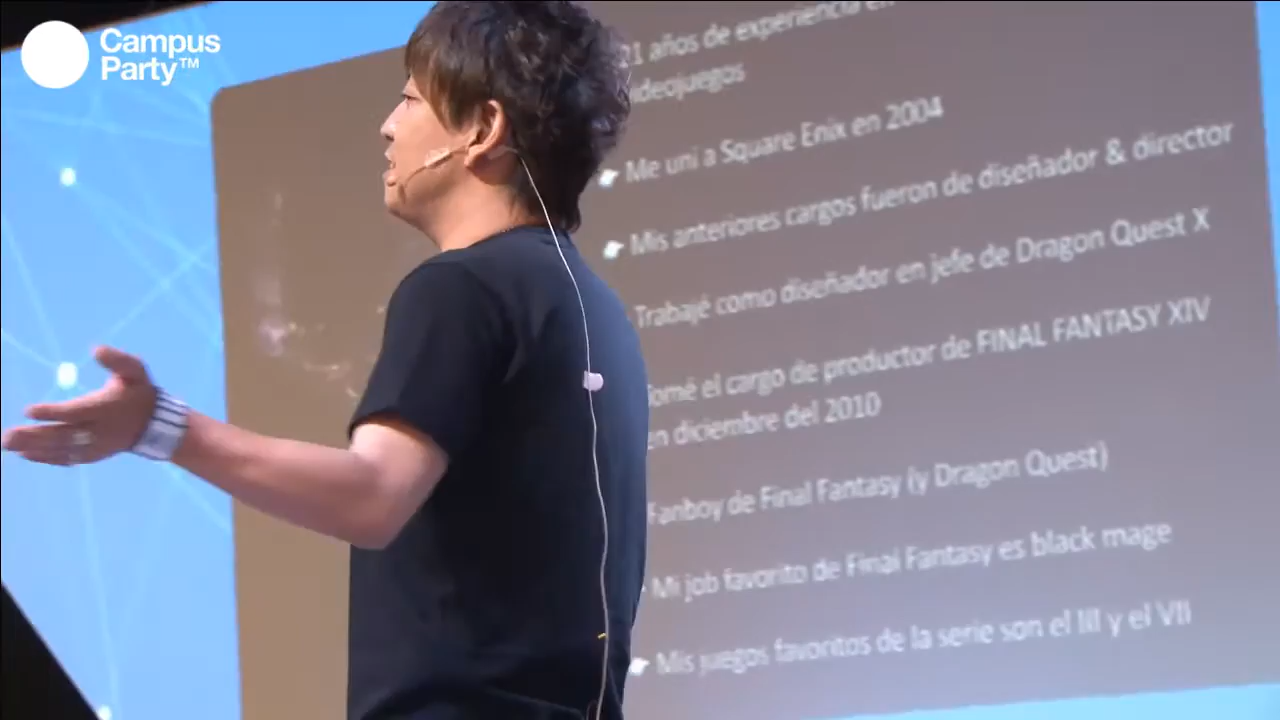 Campus
Party™
21 años de experiencia en
videojuegos
Me uní a Square Enix en 2004
Mis anteriores cargos fueron de diseñador & director
Trabajé como diseñador en jefe de Dragon Quest X
Tomé el cargo de productor de FINAL FANTASY XIV
en diciembre del 2010
Fanboy de Final Fantasy (y Dragon Quest)
Mi job favorito de Final Fantasy es black mage
Mis juegos favoritos de la serie son el III y el VII